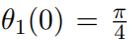 θ₁(0) = π/4